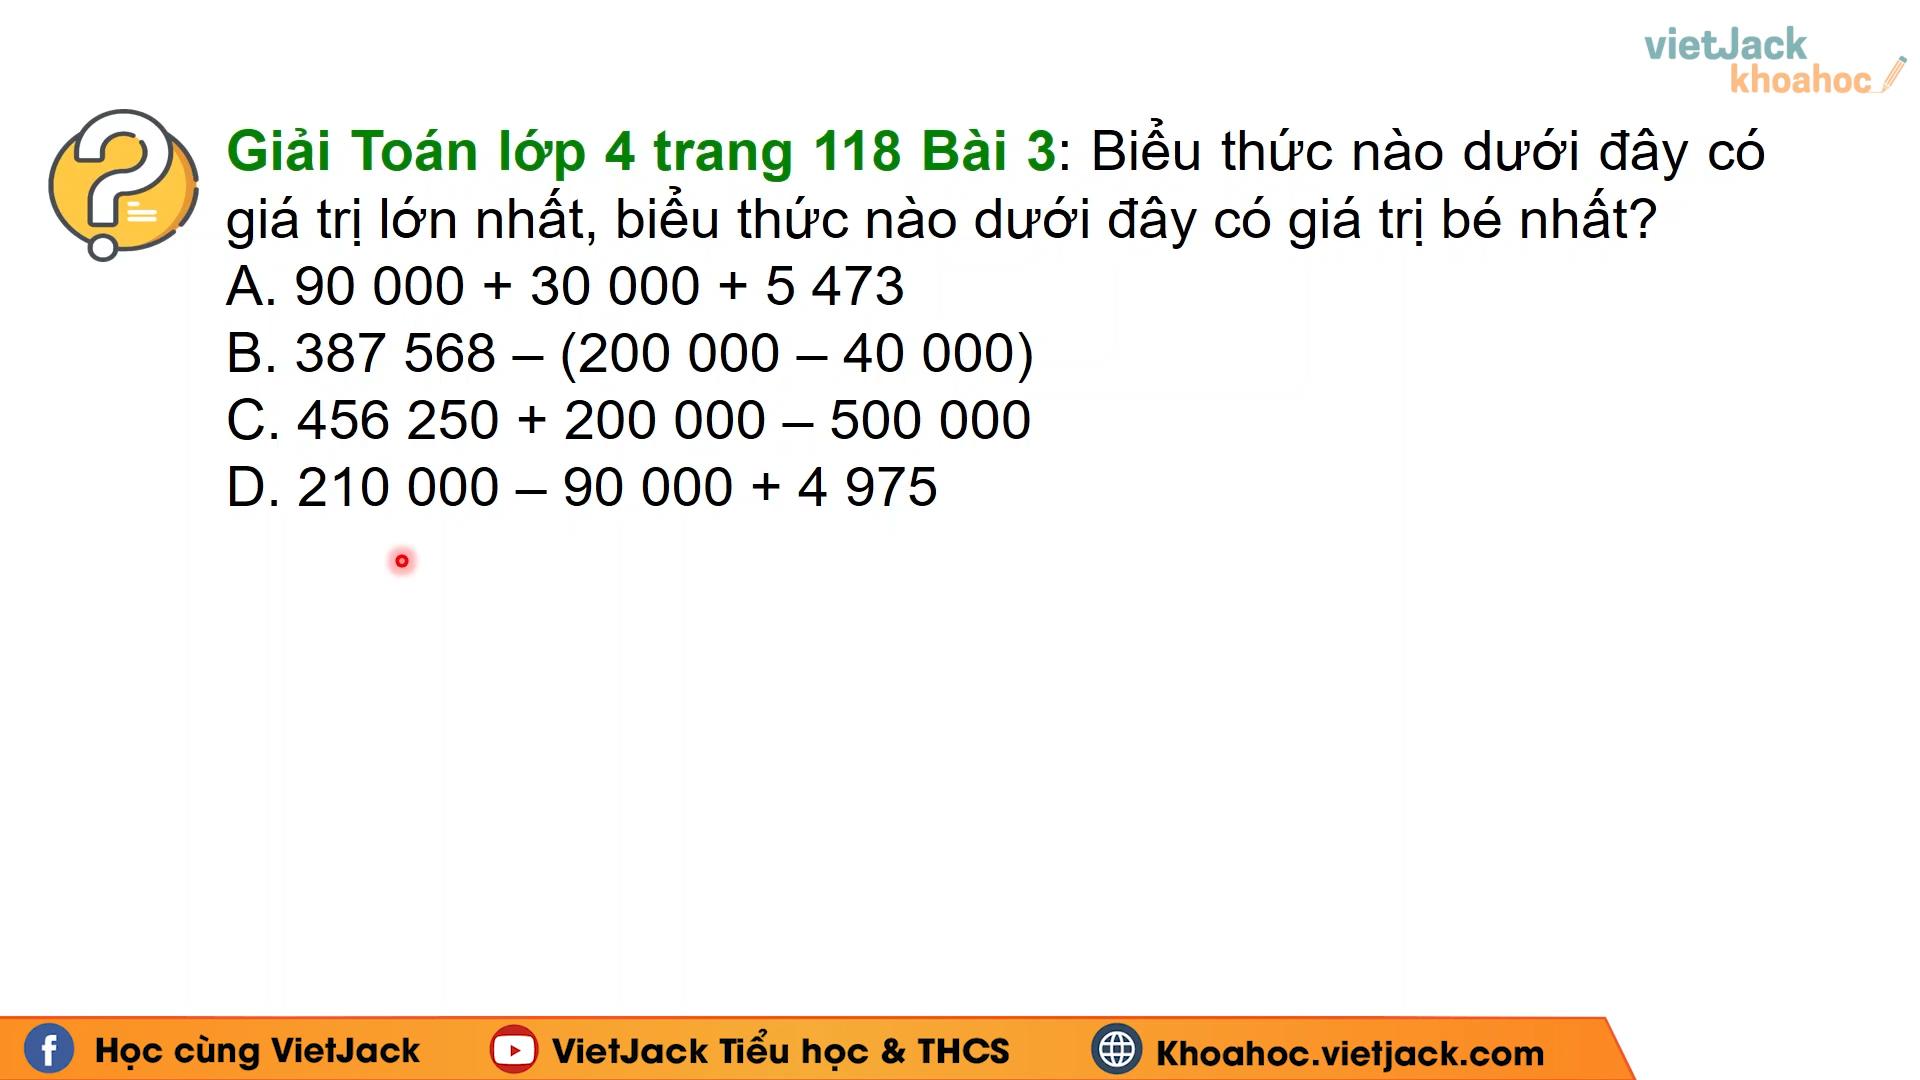 vietJack
khoahoc
Giải Toán lớp 4 trang 118 Bài 3: Biểu thức nào dưới đây có
giá trị lớn nhất, biểu thức nào dưới đây có giá trị bé nhất?
A. 90 000 + 30 000 + 5 473
B. 387 568 – (200 000 – 40 000)
C. 456 250 + 200 000 – 500 000
D. 210 000 – 90 000 + 4 975
Học cùng VietJack
VietJack Tiểu học & THCS
Khoahoc.vietjack.com